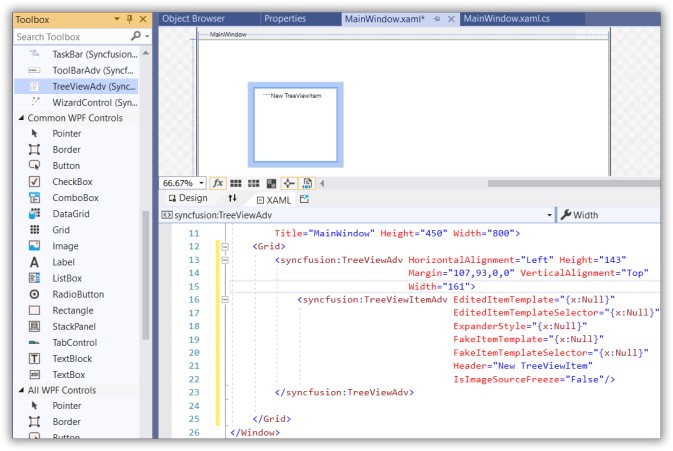 Toolbox
Search Toolbox
TaskBar (Syncfusion...
ToolBarAdv (Syncf...
TreeViewAdv (Sync...
WizardControl (Syn...
Common WPF Controls
Pointer
Border
Button
CheckBox
ComboBox
DataGrid
Grid
Image
Label
ListBox
RadioButton
Rectangle
StackPanel
TabControl
TextBlock
TextBox
All WPF Controls
Pointer
Border
Button
Object Browser
Properties
MainWindow.xaml*
MainWindow.xaml.cs
MainWindow
New TreeViewItem
66.67%
Design
XAML
syncfusion:TreeViewAdv
Width
11 Title="MainWindow" Height="450" Width="800">
12 <Grid>
13 <syncfusion:TreeViewAdv HorizontalAlignment="Left" Height="143"
14 Margin="107,93,0,0" VerticalAlignment="Top"
15 Width="161">
16 <syncfusion:TreeViewItemAdv EditedItemTemplate="{x:Null}"
17 EditedItemTemplateSelector="{x:Null}"
18 ExpanderStyle="{x:Null}"
19 FakeItemTemplate="{x:Null}"
20 FakeItemTemplateSelector="{x:Null}"
21 Header="New TreeViewItem"
22 IsImageSourceFreeze="False"/>
23 </syncfusion:TreeViewAdv>
24
25 </Grid>
26 </Window>